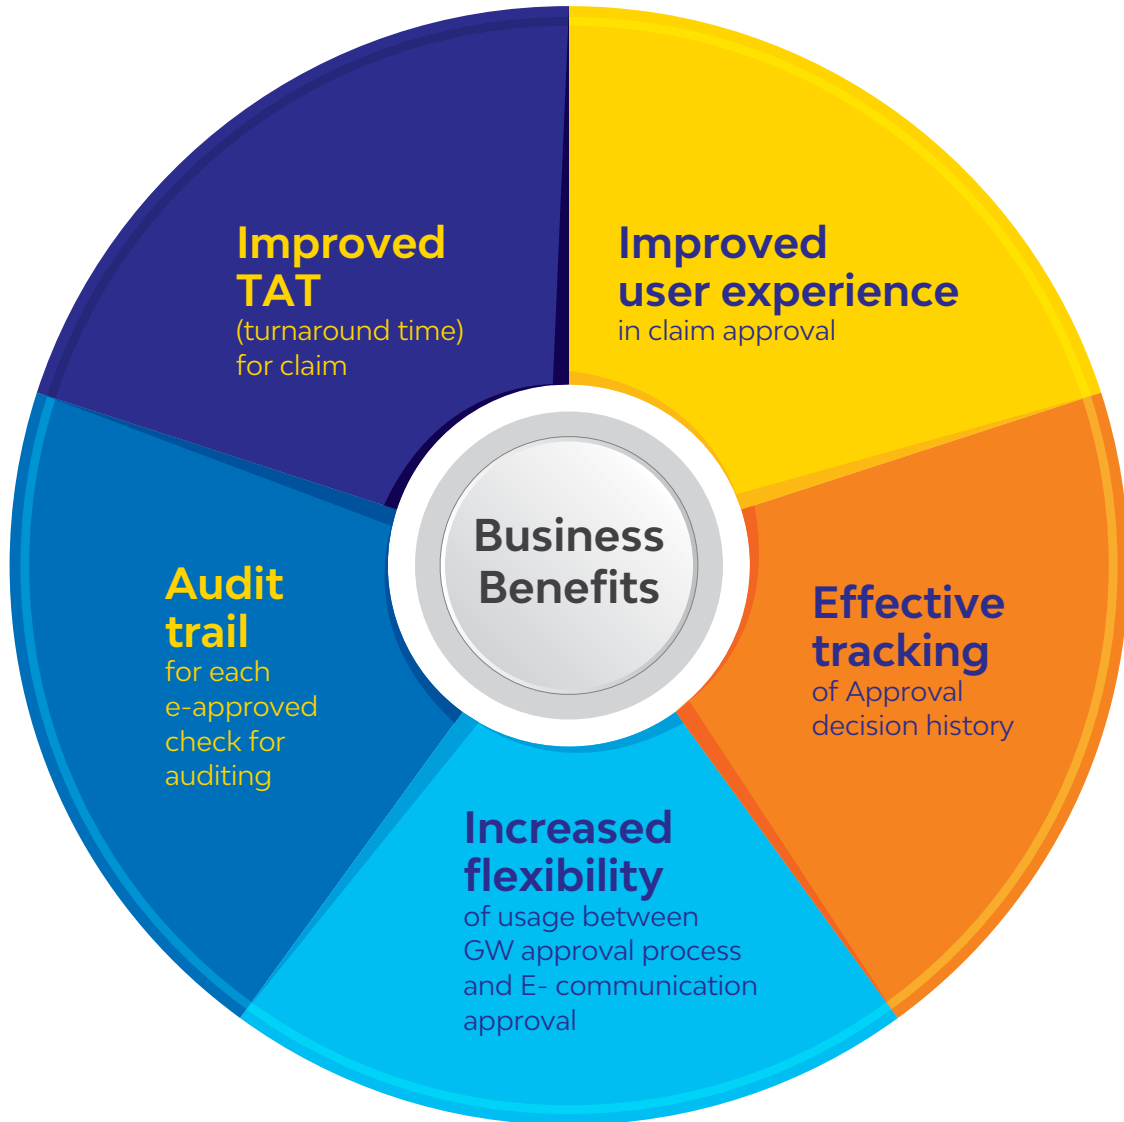 Improved
TAT
(turnaround time)
for claim
Improved
user experience
in claim approval
Business
Benefits
Audit
trail
for each
e-approved
check for
auditing
Effective
tracking
of Approval
decision history
Increased
flexibility
of usage between
GW approval process
and E- communication
approval